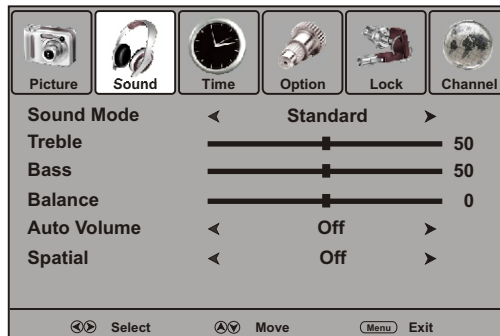 Picture Sound Time Option Lock Channel
Sound Mode Standard
Treble 50
Bass 50
Balance 0
Auto Volume Off
Spatial Off
Select Move Menu Exit